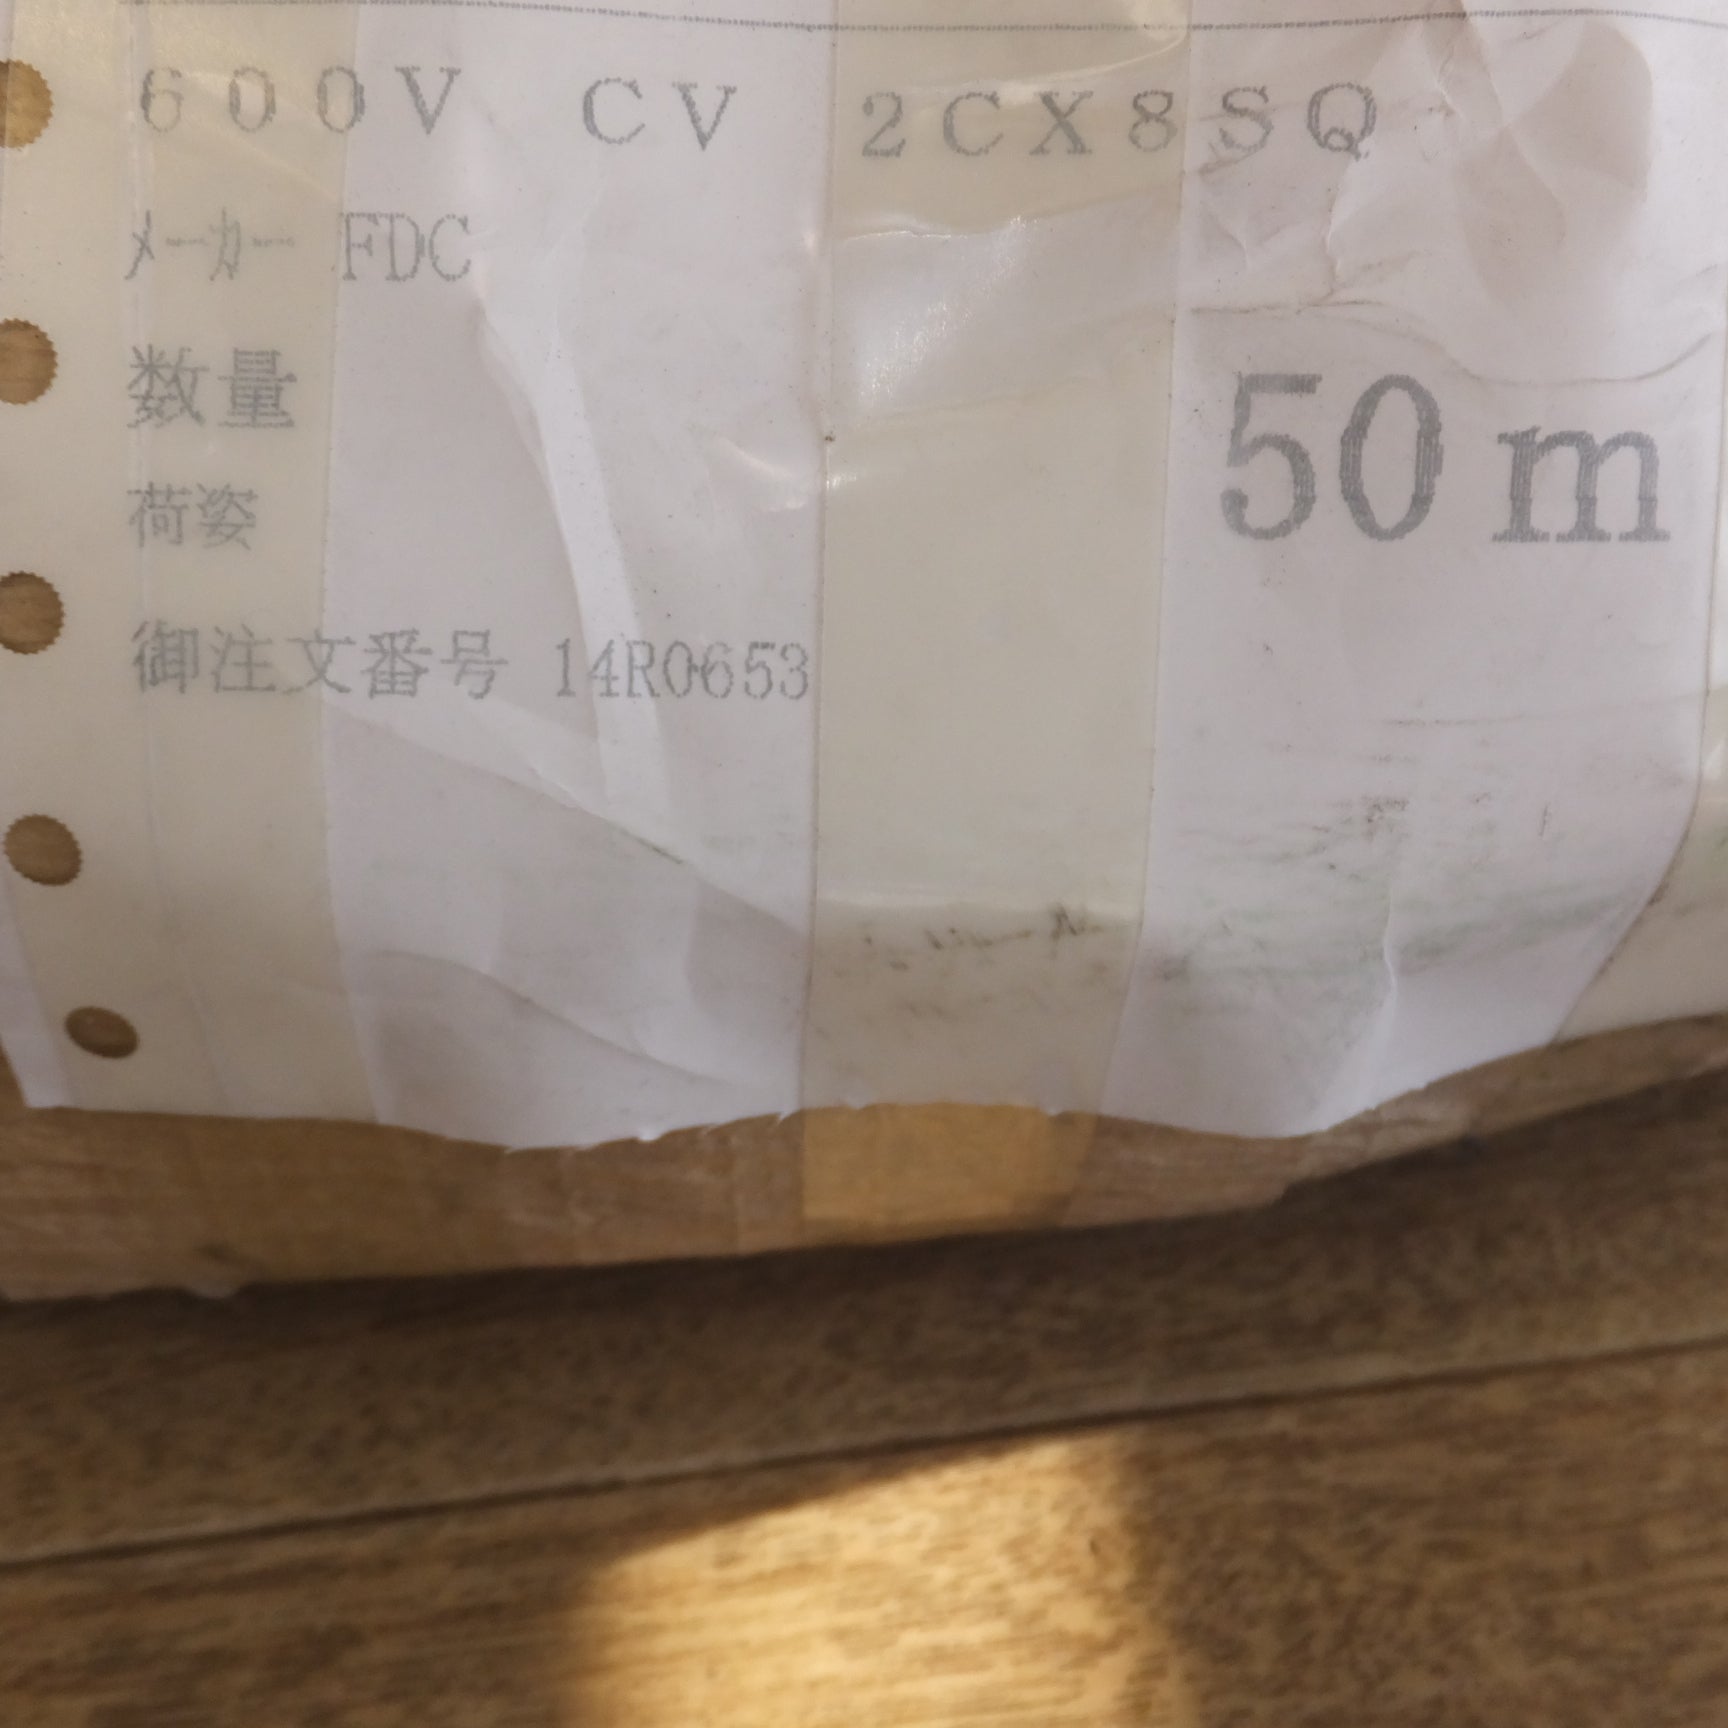 ６００Ｖ　ＣＶ　２ＣＸ８ＳＱ
ﾒｰｶｰ FDC
数量 50ｍ
荷姿
御注文番号 14R0653